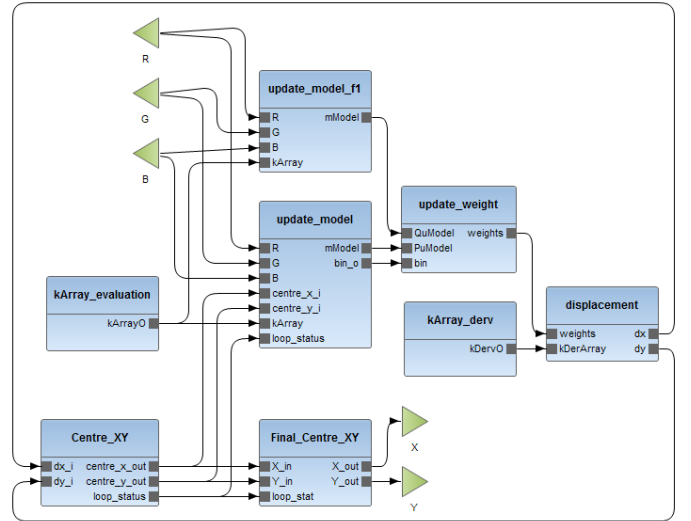 R
G
B
update_model_f1
R mModel
G
B
kArray
update_model
R mModel
G bin_o
B
centre_x_i
centre_y_i
kArray
loop_status
update_weight
QuModel weights
PuModel
bin
kArray_evaluation
kArrayO
kArray_derv
kDervO
displacement
weights dx
kDerArray dy
Centre_XY
dx_i centre_x_out
dy_i centre_y_out
loop_status
Final_Centre_XY
X_in X_out
Y_in Y_out
loop_stat
X
Y